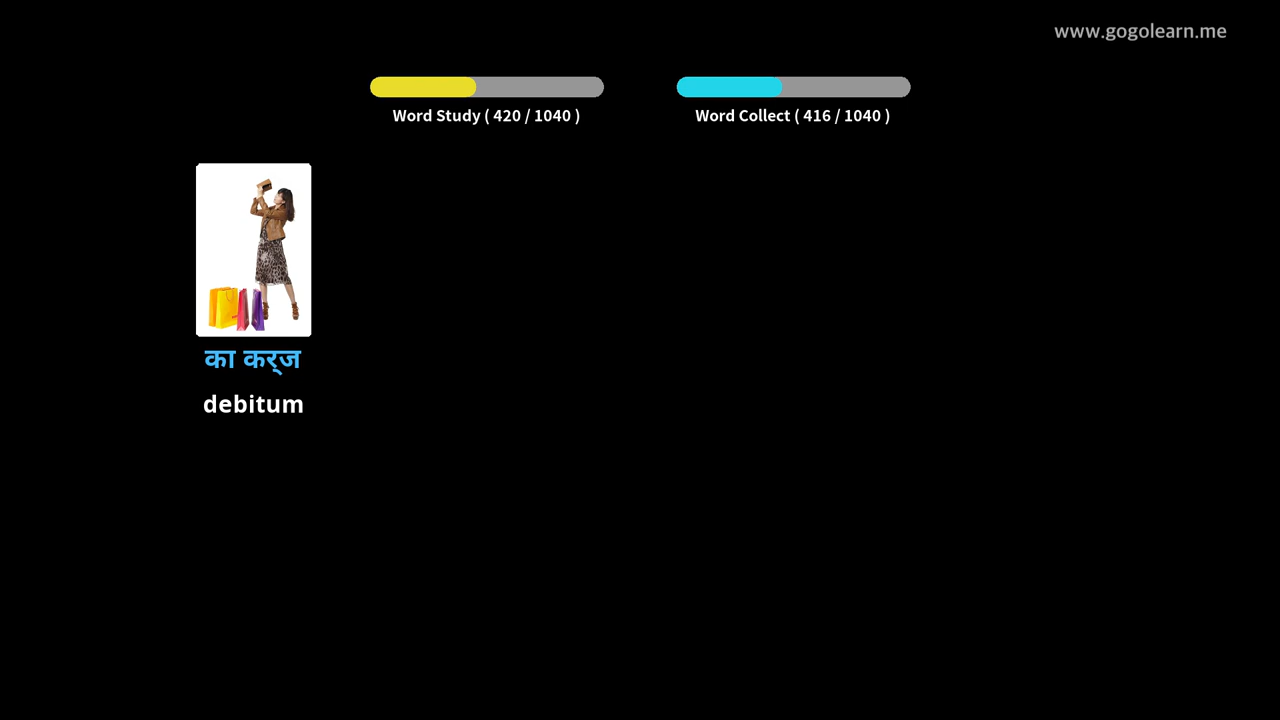 www.gogolearn.me
Word Study ( 420 / 1040 )
Word Collect ( 416 / 1040 )
का कर्ज
debitum